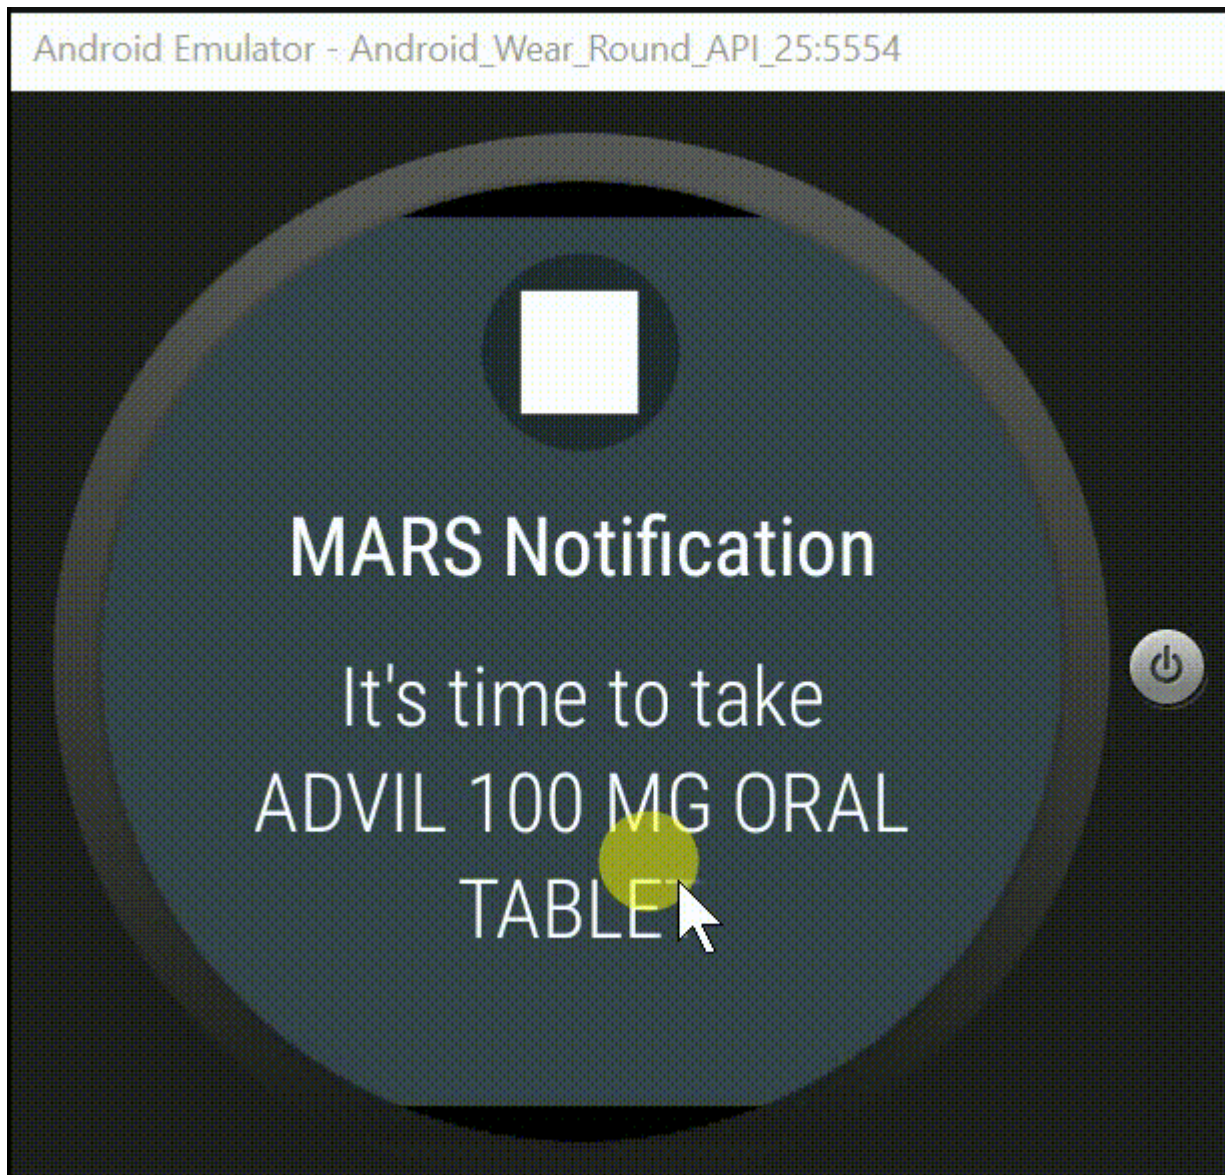 Android Emulator - Android_Wear_Round_API_25:5554
MARS Notification
It's time to take
ADVIL 100 MG ORAL
TABLET